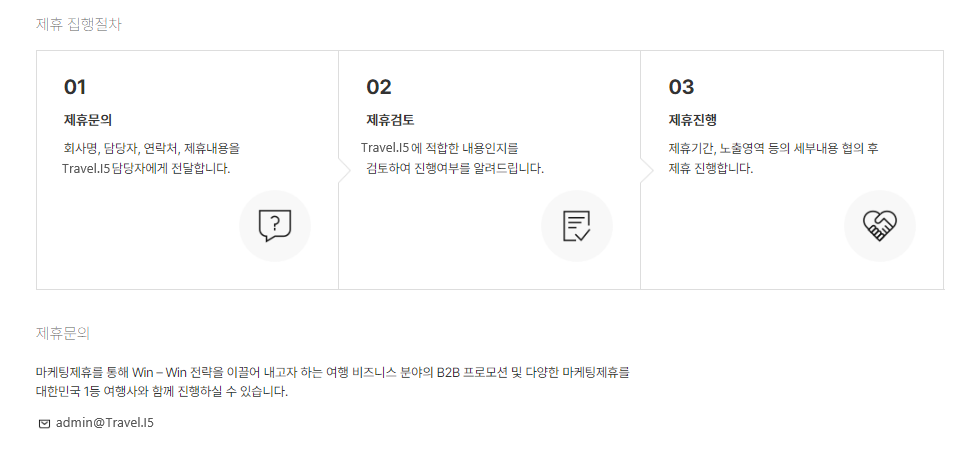 제휴 집행절차
01
제휴문의
회사명, 담당자, 연락처, 제휴내용을
Travel.I5 담당자에게 전달합니다.
02
제휴검토
Travel.I5 에 적합한 내용인지를
검토하여 진행여부를 알려드립니다.
03
제휴진행
제휴기간, 노출영역 등의 세부내용 협의 후
제휴 진행합니다.
제휴문의
마케팅제휴를 통해 Win – Win 전략을 이끌어 내고자 하는 여행 비즈니스 분야의 B2B 프로모션 및 다양한 마케팅제휴를
대한민국 1등 여행사와 함께 진행하실 수 있습니다.
admin@Travel.I5